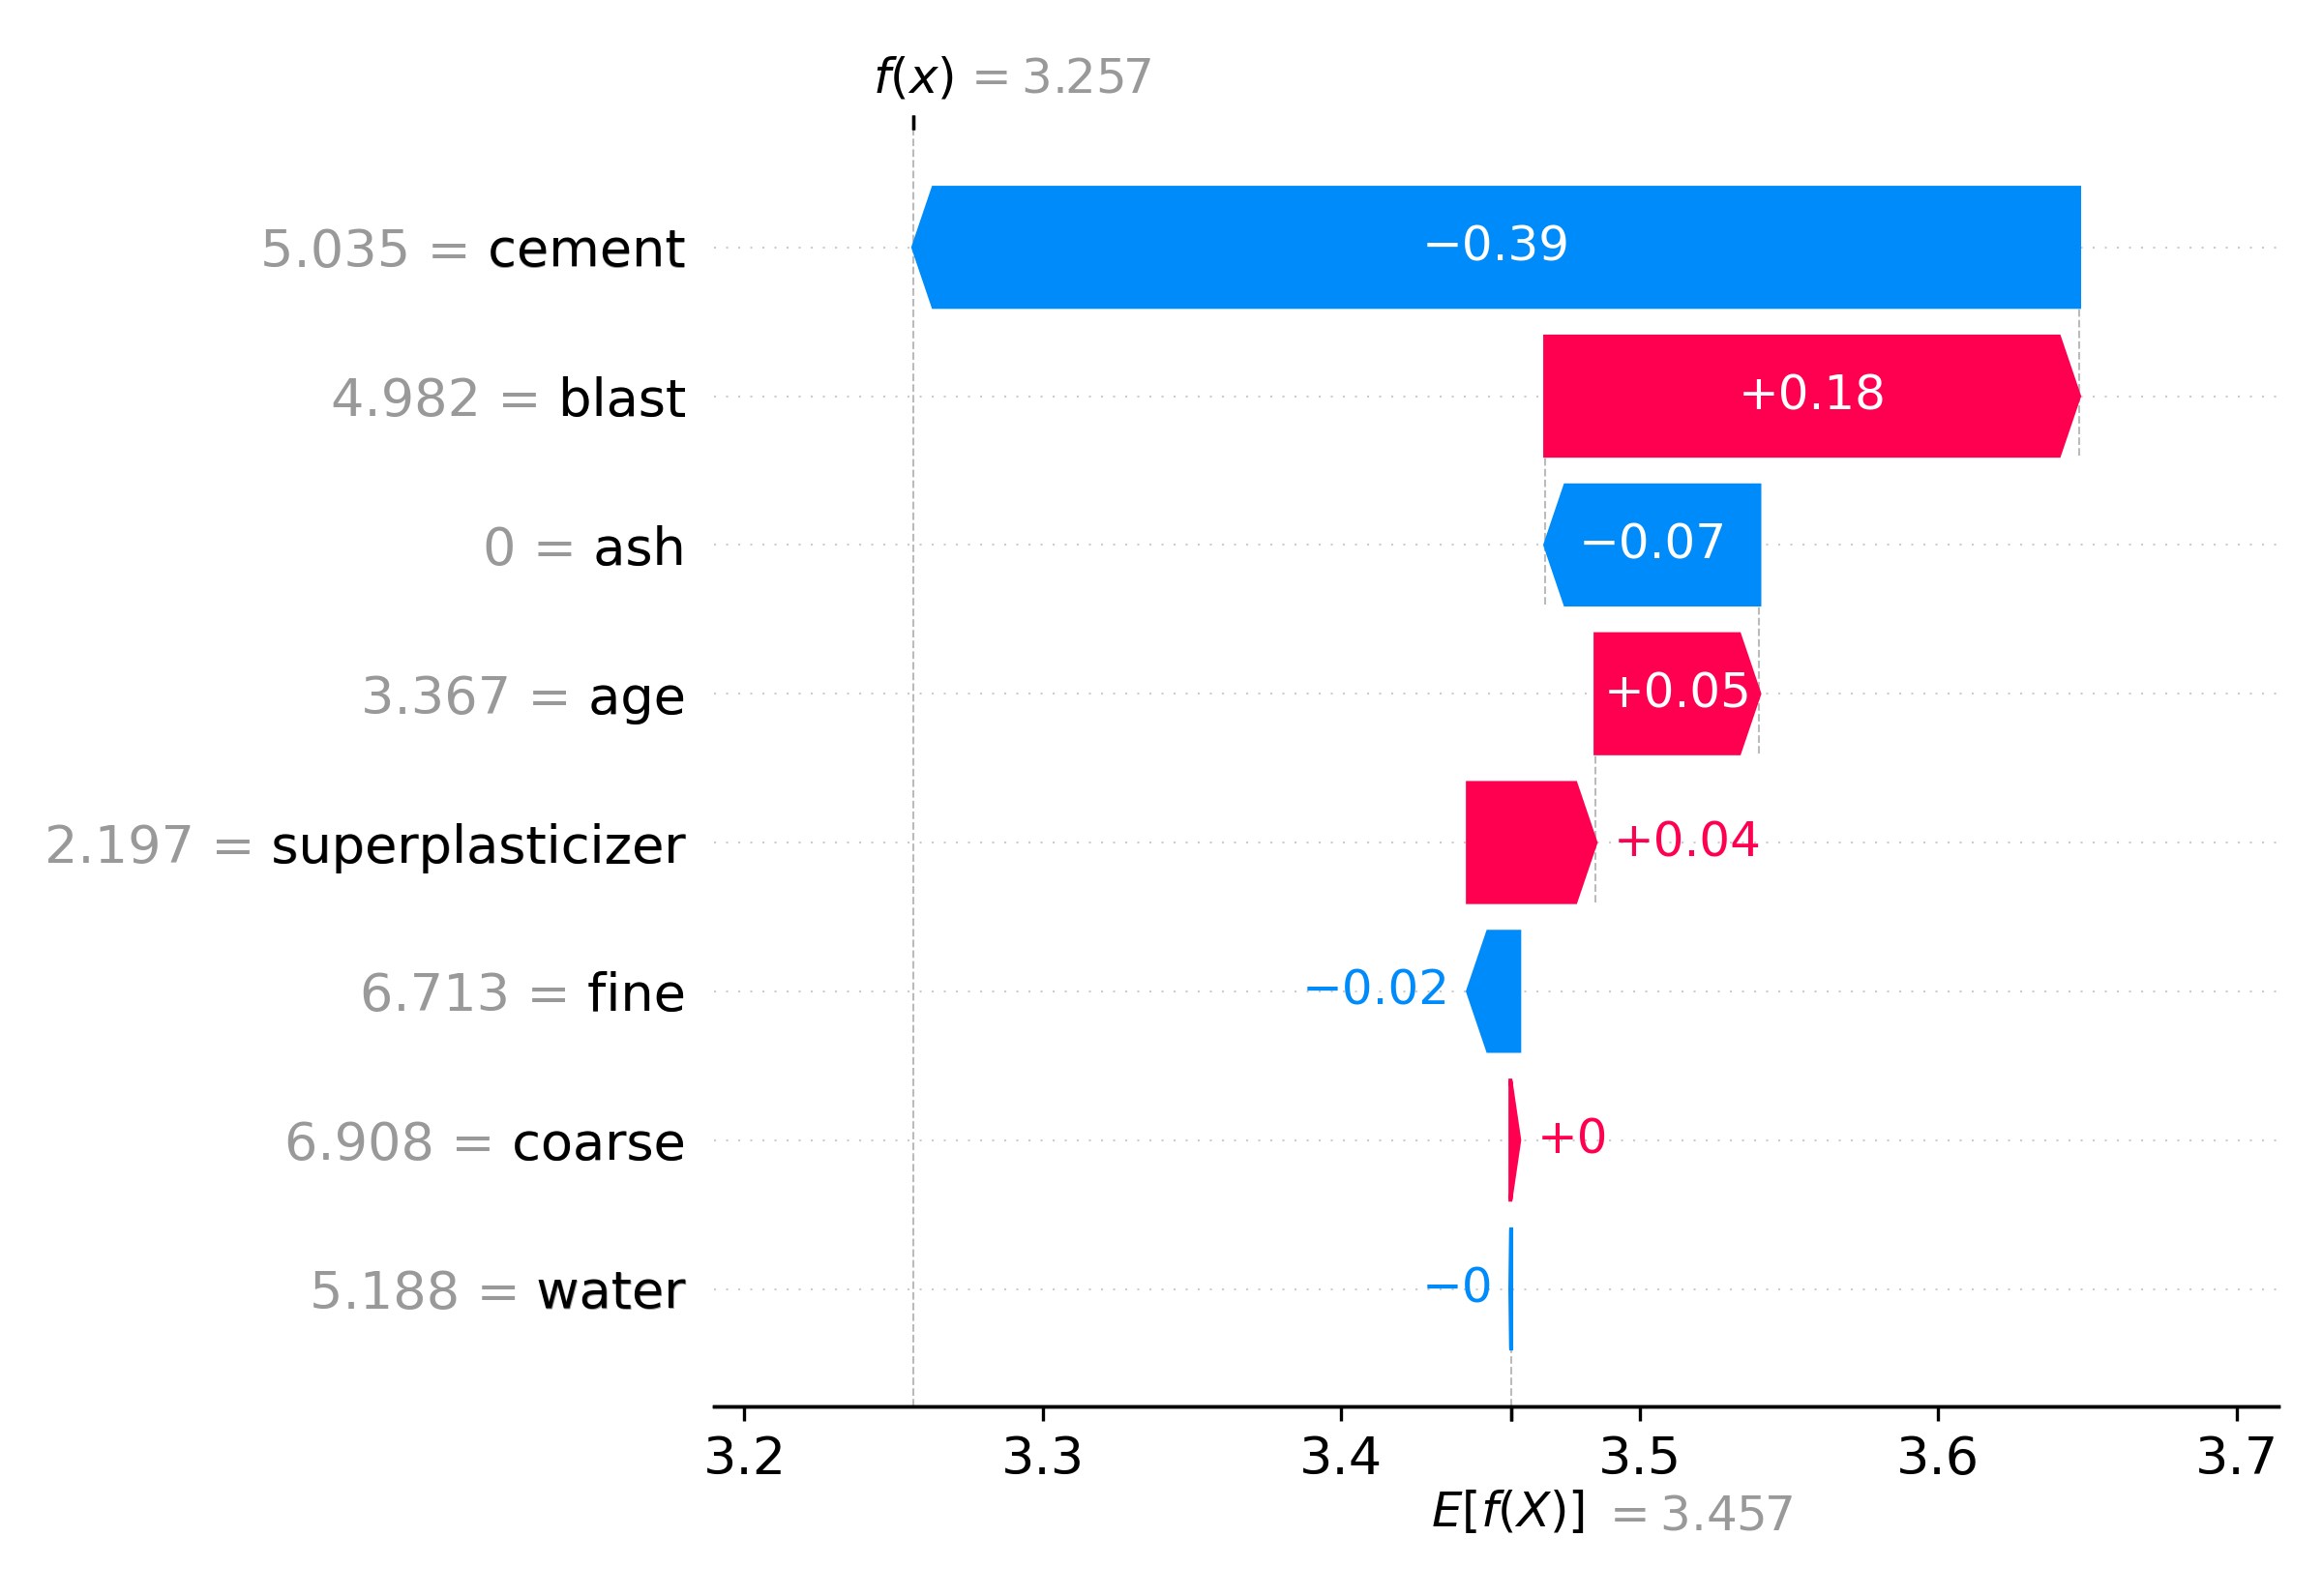 f(x) = 3.257
5.035 = cement −0.39
4.982 = blast +0.18
0 = ash −0.07
3.367 = age +0.05
2.197 = superplasticizer +0.04
6.713 = fine −0.02
6.908 = coarse +0
5.188 = water −0
3.2 3.3 3.4 3.5 3.6 3.7
E[f(X)] = 3.457